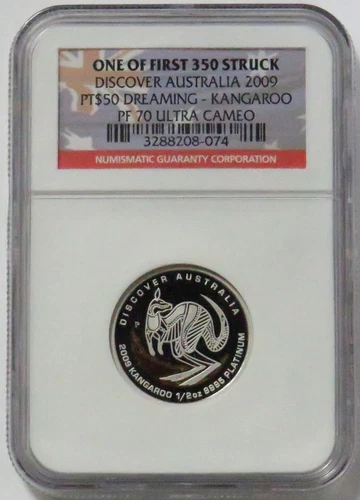 ONE OF FIRST 350 STRUCK
DISCOVER AUSTRALIA 2009
PT$50 DREAMING - KANGAROO
PF 70 ULTRA CAMEO
3288208-074
NUMISMATIC GUARANTY CORPORATION
DISCOVER AUSTRALIA
P
2009 KANGAROO 1/2oz 9995 PLATINUM